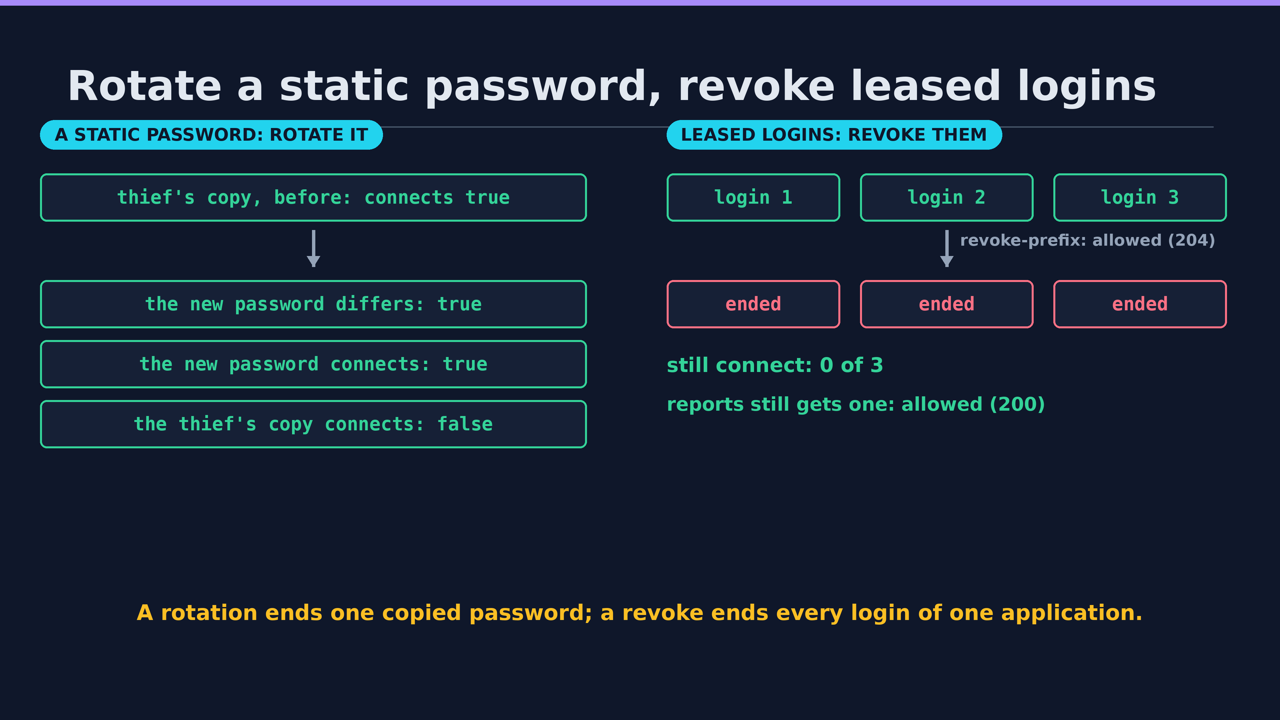 Rotate a static password, revoke leased logins
A STATIC PASSWORD: ROTATE IT
thief's copy, before: connects true
the new password differs: true
the new password connects: true
the thief's copy connects: false
LEASED LOGINS: REVOKE THEM
login 1
login 2
login 3
revoke-prefix: allowed (204)
ended
ended
ended
still connect: 0 of 3
reports still gets one: allowed (200)
A rotation ends one copied password; a revoke ends every login of one application.